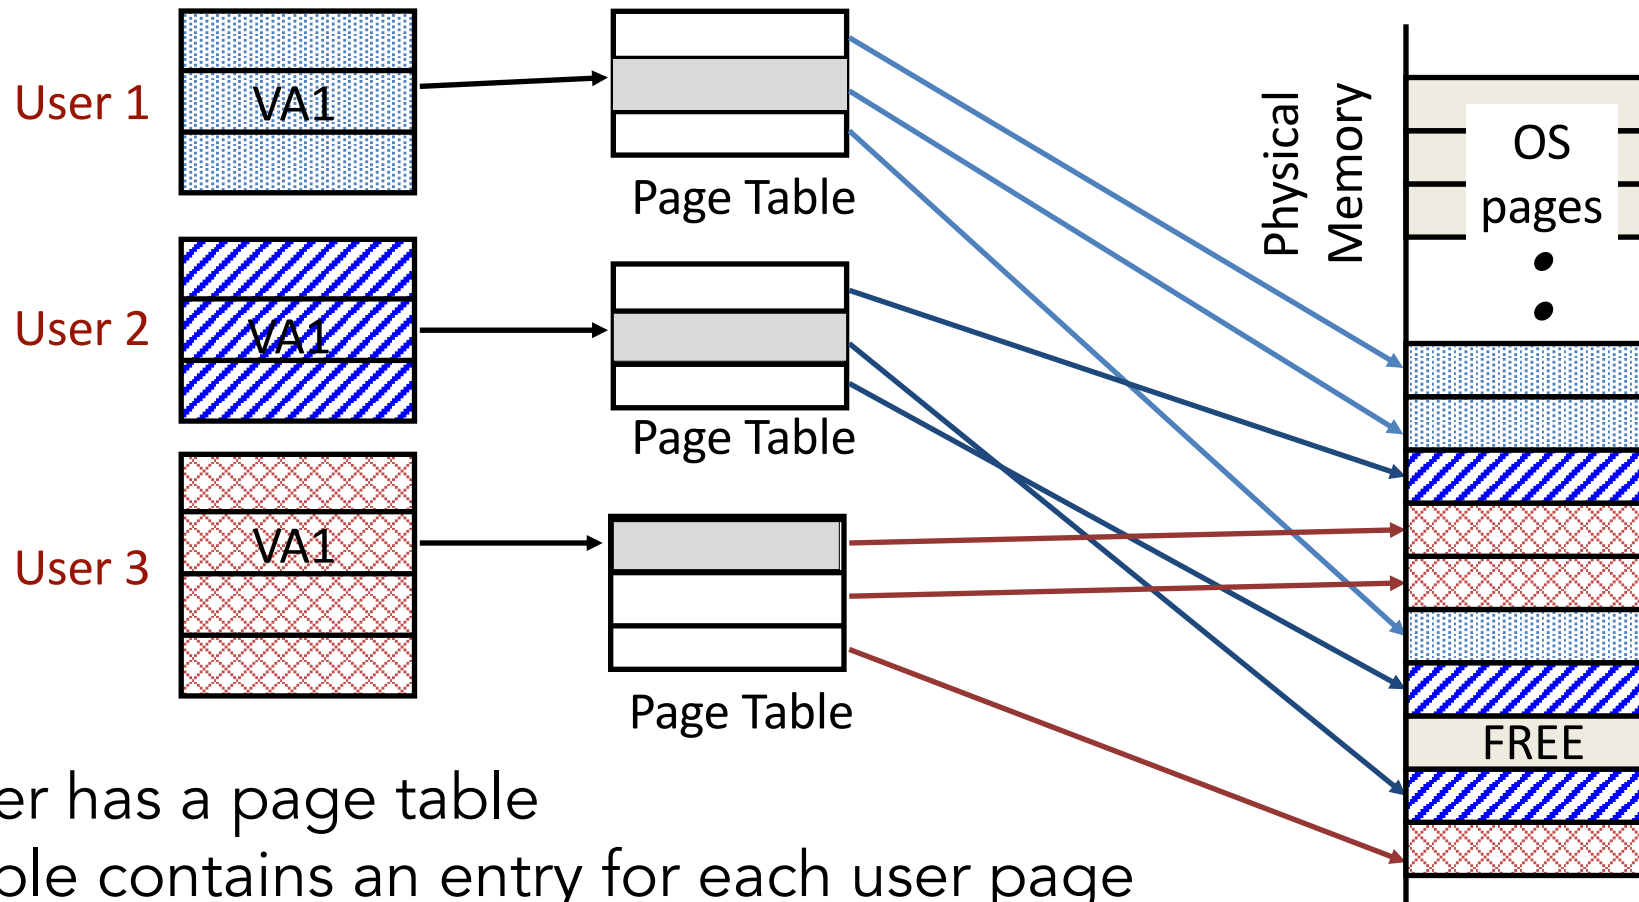 User 1
VA1
Page Table
User 2
VA1
Page Table
User 3
VA1
Page Table
Physical
Memory
OS
pages
FREE
er has a page table
ble contains an entry for each user page